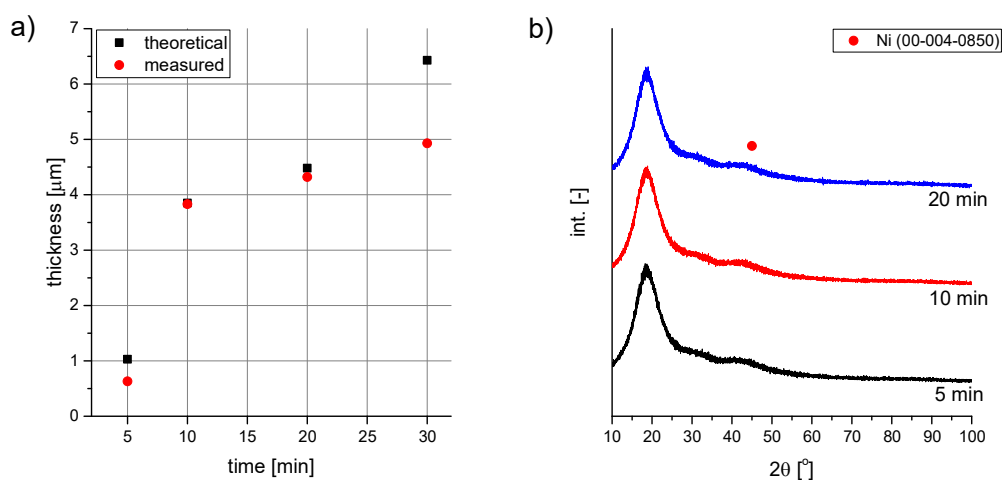 a)
theoretical
measured
7
6
5
4
3
2
1
0
thickness [μm]
5
10
15
20
25
30
time [min]
b)
Ni (00-004-0850)
int. [-]
20 min
10 min
5 min
10
20
30
40
50
60
70
80
90
100
2θ [°]